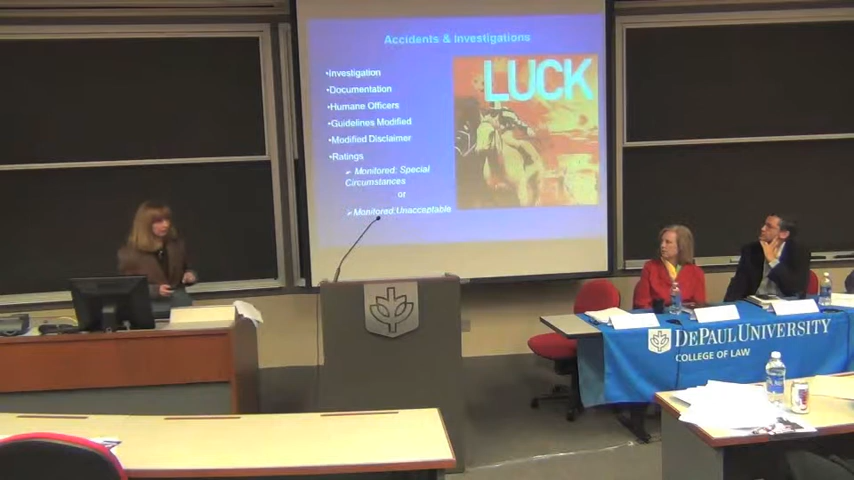 Accidents & Investigations
•Investigation
•Documentation
•Humane Officers
•Guidelines Modified
•Modified Disclaimer
•Ratings
➢ Monitored: Special
Circumstances
or
➢Monitored:Unacceptable
LUCK
DEPAUL UNIVERSITY
COLLEGE OF LAW